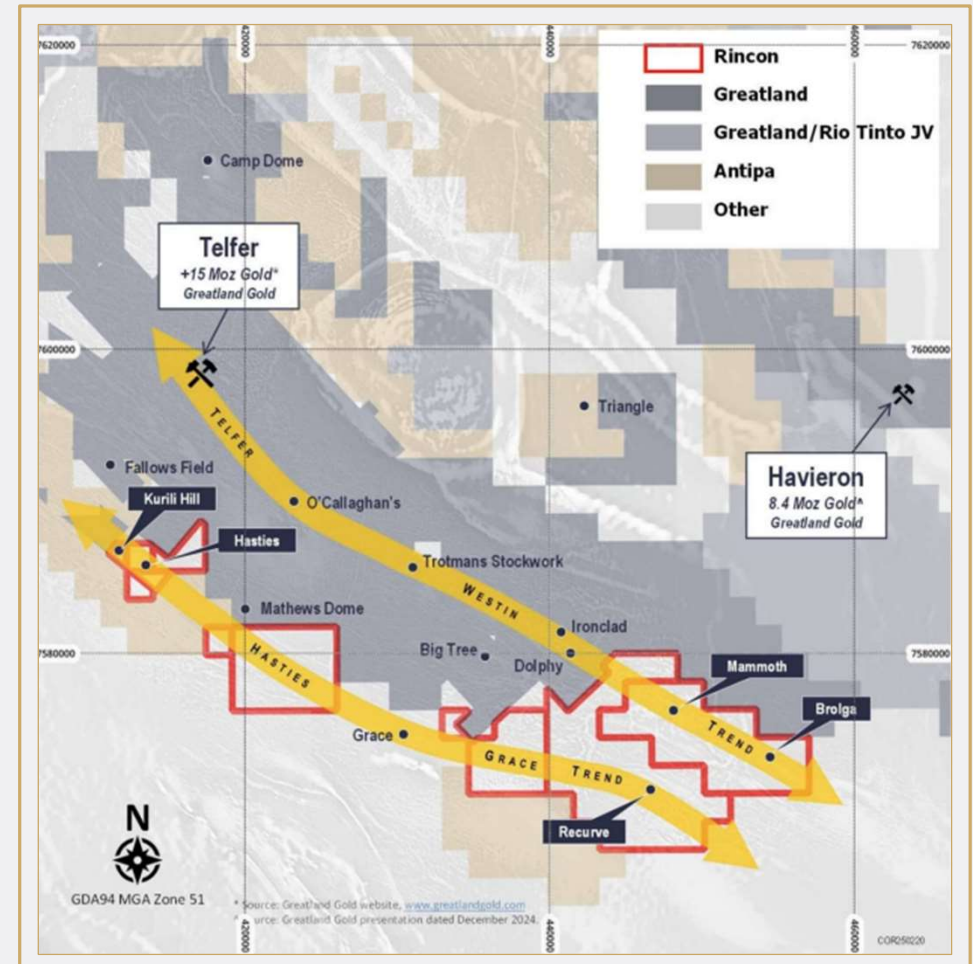 7620000
420000
440000
460000
7620000
Rincon
Greatland
Greatland/Rio Tinto JV
Antipa
Other
Camp Dome
Telfer
+15 Moz Gold*
Greatland Gold
7600000
7600000
Triangle
TELFER
Fallows Field
Havieron
8.4 Moz Gold^
Greatland Gold
Kurili Hill
O'Callaghan's
Hasties
Trotmans Stockwork
WESTIN
Mathews Dome
Ironclad
Big Tree
7580000
7580000
Dolphy
Mammoth
HASTIES
Brolga
TREND
Grace
GRACE TREND
Recurve
N
GDA94 MGA Zone 51
* Source: Greatland Gold website, www.greatlandgold.com
urce: Greatland Gold presentation dated December 2024.
420000
440000
460000
COR250220